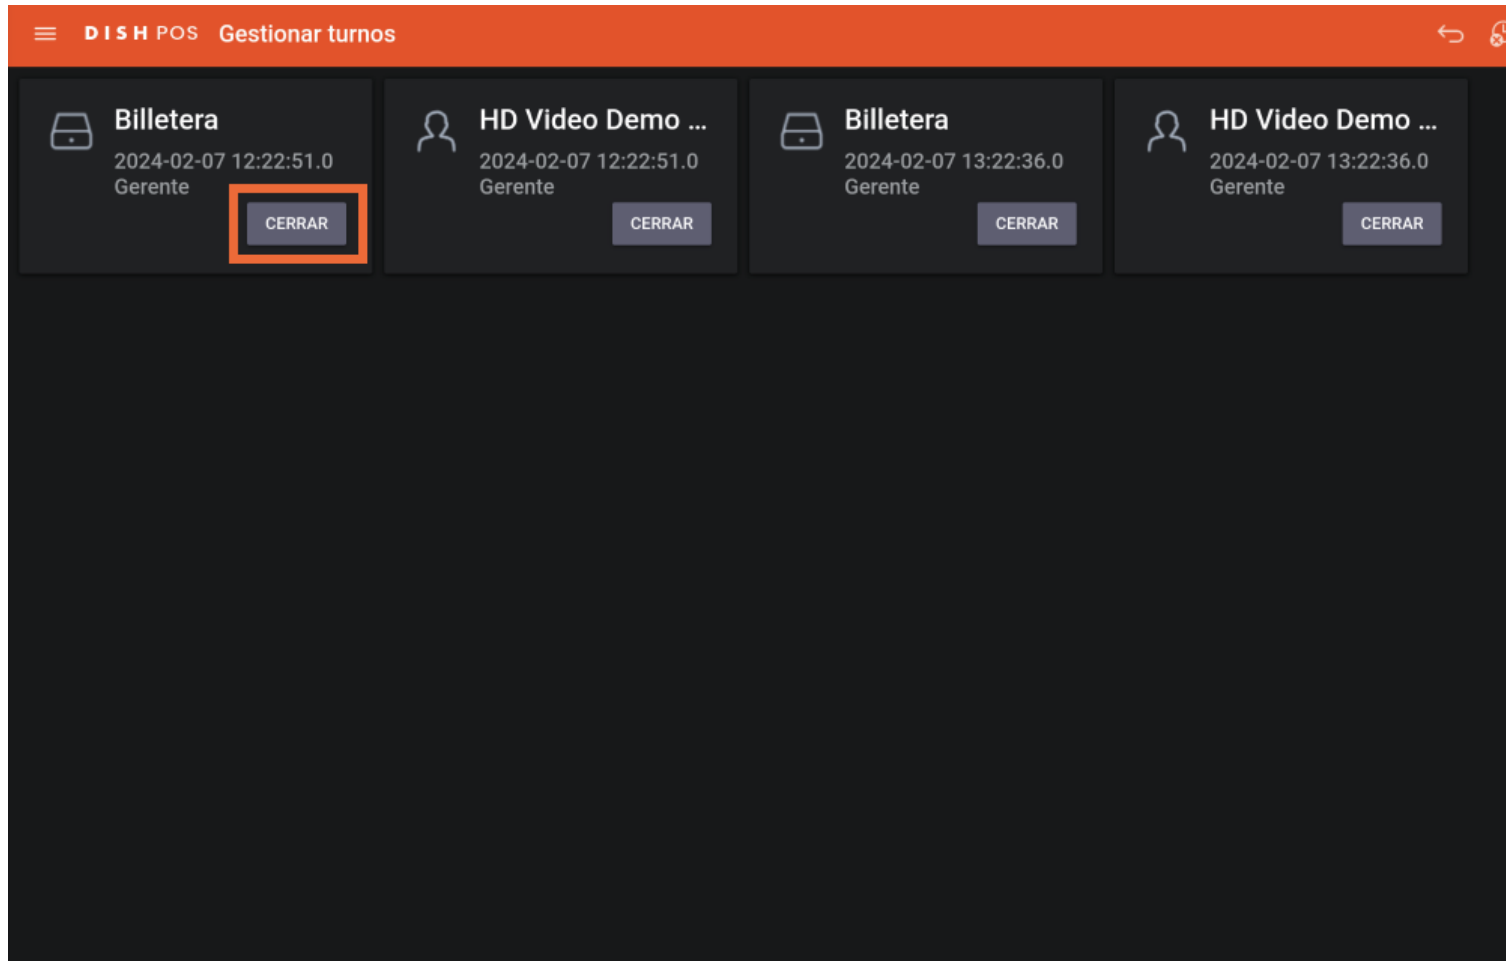 DISH POS Gestionar turnos
Billetera
2024-02-07 12:22:51.0
Gerente
CERRAR
HD Video Demo ...
2024-02-07 12:22:51.0
Gerente
CERRAR
Billetera
2024-02-07 13:22:36.0
Gerente
CERRAR
HD Video Demo ...
2024-02-07 13:22:36.0
Gerente
CERRAR